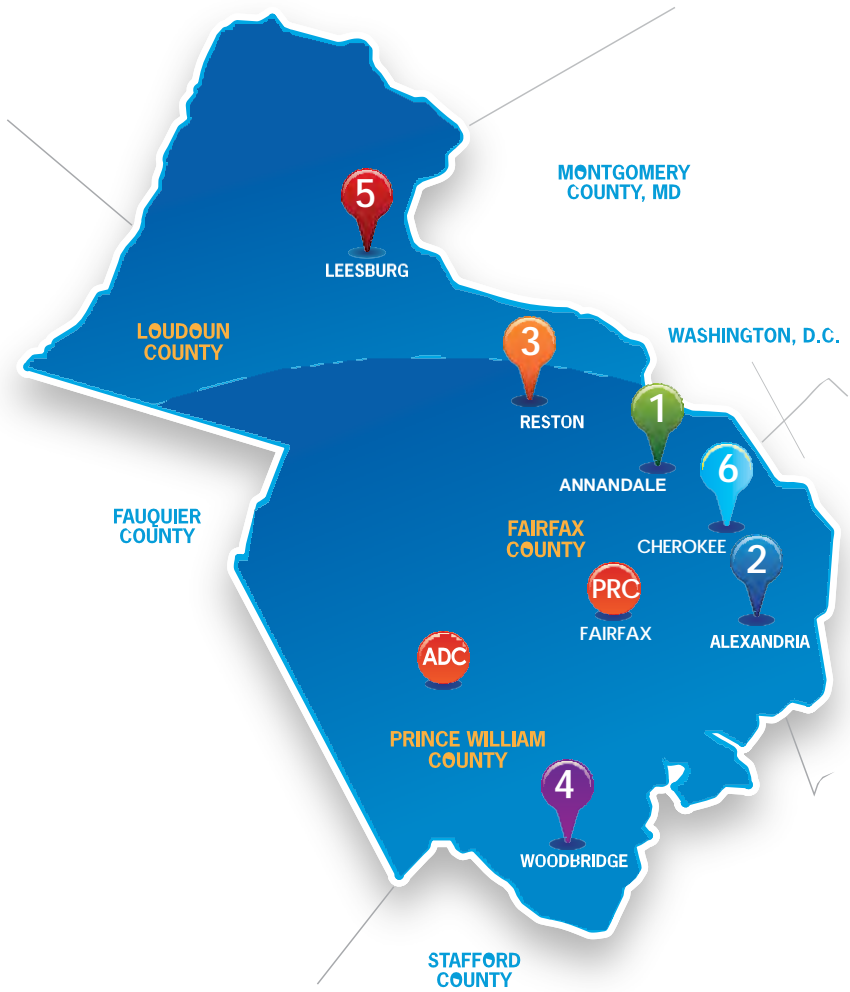 MONTGOMERY
COUNTY, MD
5
LEESBURG
LOUDOUN
COUNTY
3
WASHINGTON, D.C.
RESTON
1
ANNANDALE
6
FAUQUIER
COUNTY
FAIRFAX
COUNTY
CHEROKEE
2
PRC
FAIRFAX
ALEXANDRIA
ADC
PRINCE WILLIAM
COUNTY
4
WOODBRIDGE
STAFFORD
COUNTY